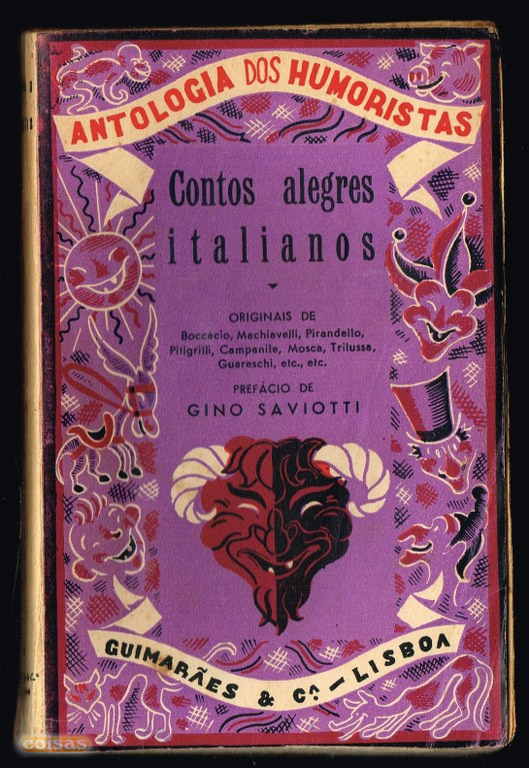 ANTOLOGIA DOS HUMORISTAS
Contos alegres
italianos
ORIGINAIS DE
Boccacio, Machiavelli, Pirandello,
Pitigrilli, Campanile, Mosca, Trilussa,
Guareschi, etc., etc.
PREFÁCIO DE
GINO SAVIOTTI
GUIMARÃES & Cª. – LISBOA
coisas